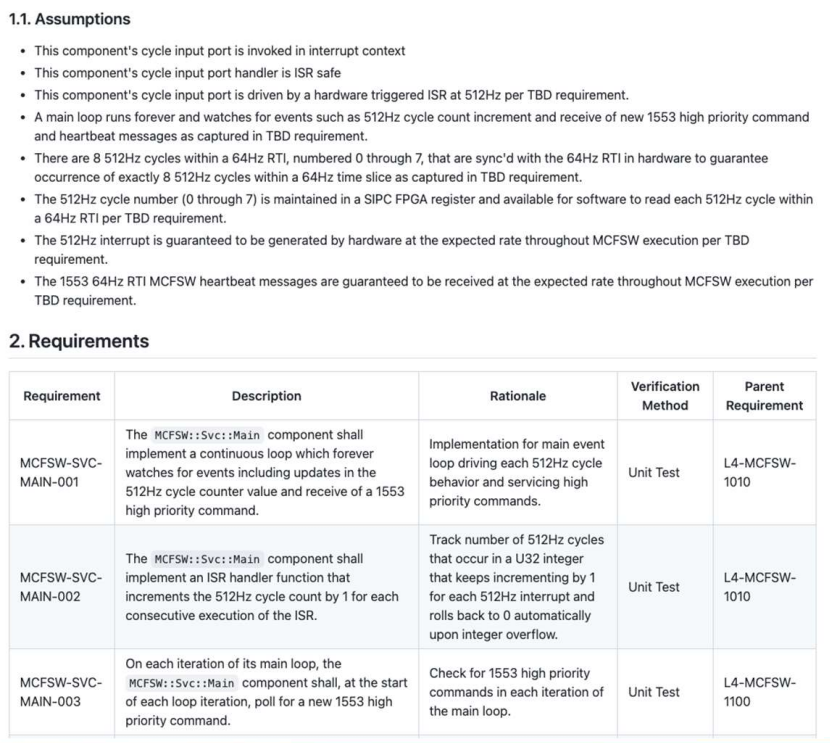 1.1. Assumptions
• This component's cycle input port is invoked in interrupt context
• This component's cycle input port handler is ISR safe
• This component's cycle input port is driven by a hardware triggered ISR at 512Hz per TBD requirement.
• A main loop runs forever and watches for events such as 512Hz cycle count increment and receive of new 1553 high priority command
and heartbeat messages as captured in TBD requirement.
• There are 8 512Hz cycles within a 64Hz RTI, numbered 0 through 7, that are sync'd with the 64Hz RTI in hardware to guarantee
occurrence of exactly 8 512Hz cycles within a 64Hz time slice as captured in TBD requirement.
• The 512Hz cycle number (0 through 7) is maintained in a SIPC FPGA register and available for software to read each 512Hz cycle within
a 64Hz RTI per TBD requirement.
• The 512Hz interrupt is guaranteed to be generated by hardware at the expected rate throughout MCFSW execution per TBD
requirement.
• The 1553 64Hz RTI MCFSW heartbeat messages are guaranteed to be received at the expected rate throughout MCFSW execution per
TBD requirement.
2. Requirements
Requirement
Description
Rationale
Verification
Method
Parent
Requirement
MCFSW-SVC-
MAIN-001
The MCFSW::Svc::Main component shall
implement a continuous loop which forever
watches for events including updates in the
512Hz cycle counter value and receive of a 1553
high priority command.
Implementation for main event
loop driving each 512Hz cycle
behavior and servicing high
priority commands.
Unit Test
L4-MCFSW-
1010
MCFSW-SVC-
MAIN-002
The MCFSW::Svc::Main component shall
implement an ISR handler function that
increments the 512Hz cycle count by 1 for each
consecutive execution of the ISR.
Track number of 512Hz cycles
that occur in a U32 integer
that keeps incrementing by 1
for each 512Hz interrupt and
rolls back to 0 automatically
upon integer overflow.
Unit Test
L4-MCFSW-
1010
MCFSW-SVC-
MAIN-003
On each iteration of its main loop, the
MCFSW::Svc::Main component shall, at the start
of each loop iteration, poll for a new 1553 high
priority command.
Check for 1553 high priority
commands in each iteration of
the main loop.
Unit Test
L4-MCFSW-
1100